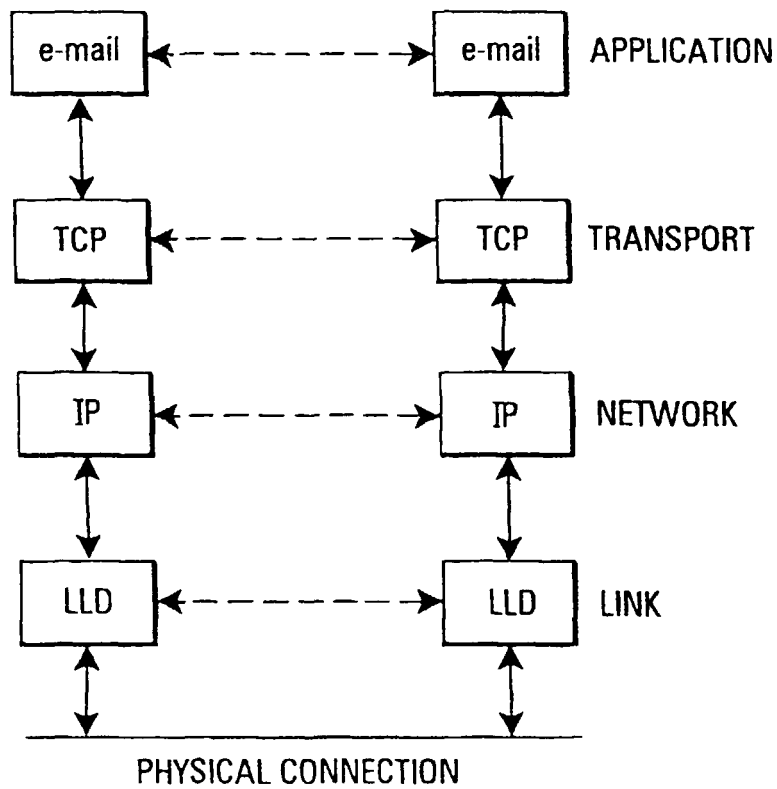 e-mail e-mail APPLICATION
TCP TCP TRANSPORT
IP IP NETWORK
LLD LLD LINK
PHYSICAL CONNECTION